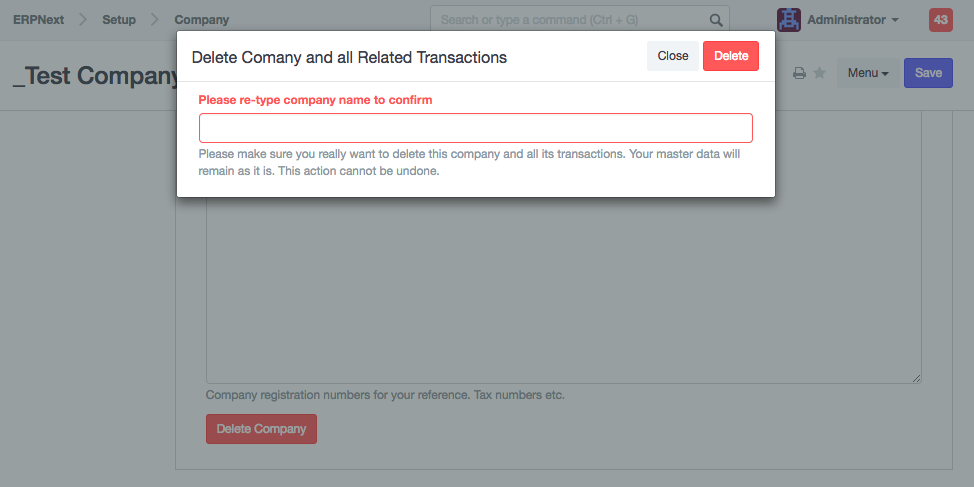 ERPNext Setup Company Search or type a command (Ctrl + G) Administrator 43
Delete Comany and all Related Transactions Close Delete
_Test Company Menu Save
Please re-type company name to confirm
Please make sure you really want to delete this company and all its transactions. Your master data will
remain as it is. This action cannot be undone.
Company registration numbers for your reference. Tax numbers etc.
Delete Company